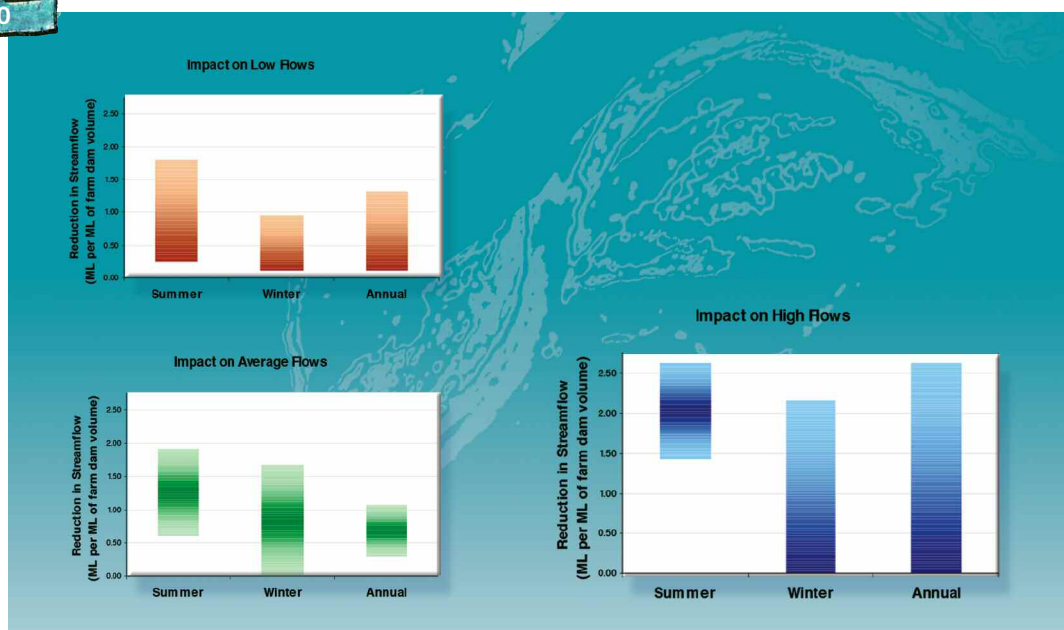 0
Impact on Low Flows
Reduction in Streamflow
(ML per ML of farm dam volume)
2.50
2.00
1.50
1.00
0.50
0.00
Summer Winter Annual
Impact on Average Flows
Reduction in Streamflow
(ML per ML of farm dam volume)
2.50
2.00
1.50
1.00
0.50
0.00
Summer Winter Annual
Impact on High Flows
Reduction in Streamflow
(ML per ML of farm dam volume)
2.50
2.00
1.50
1.00
0.50
0.00
Summer Winter Annual